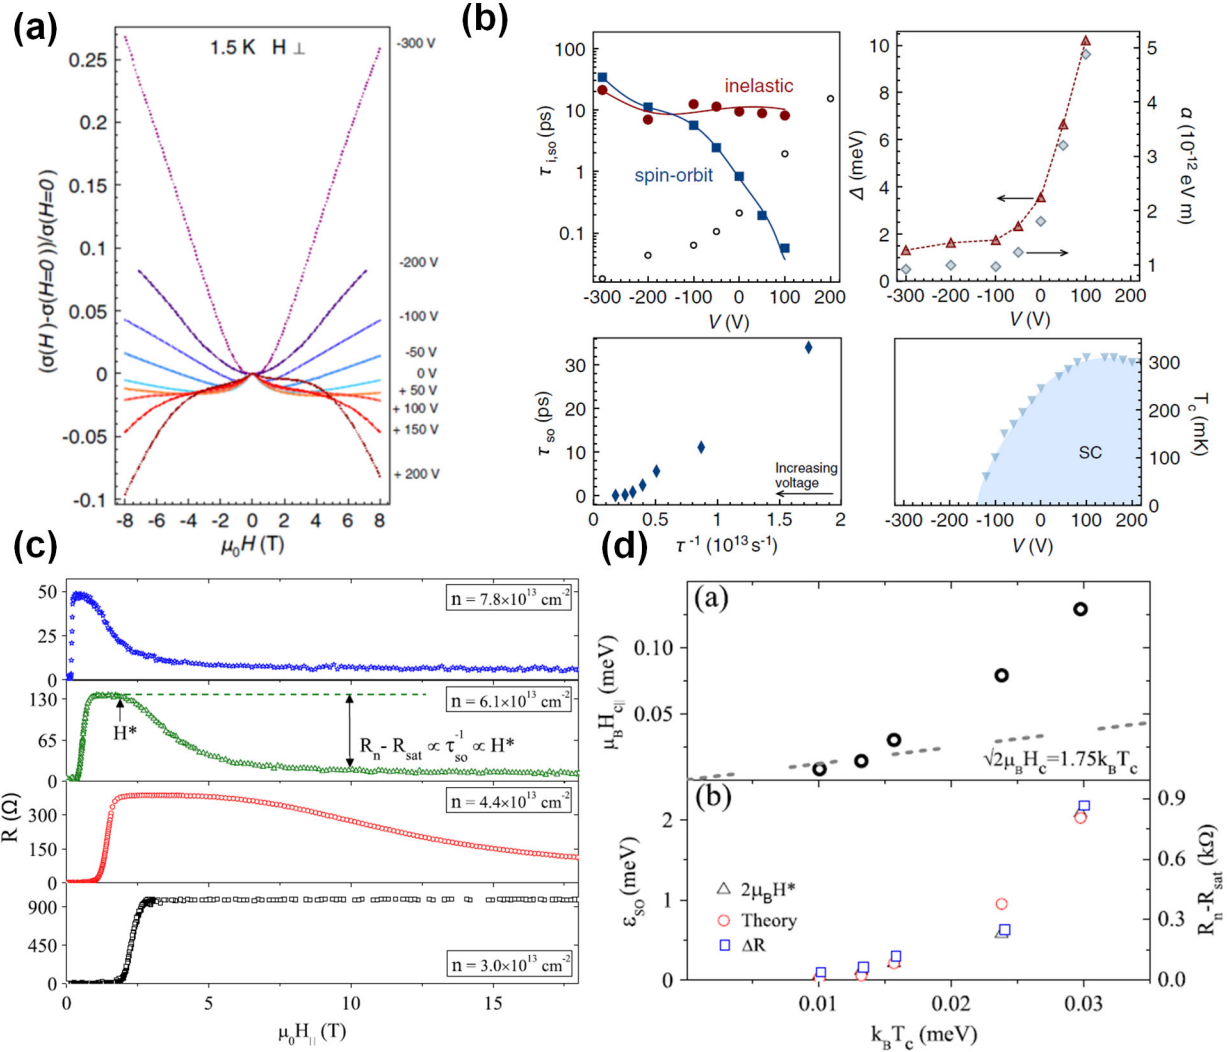 (a)
1.5 K H ⊥
(σ(H)-σ(H=0))/σ(H=0)
0.25
0.2
0.15
0.1
0.05
0
-0.05
-0.1
-300 V
-200 V
-100 V
-50 V
0 V
+ 50 V
+ 100 V
+ 150 V
+ 200 V
-8 -6 -4 -2 0 2 4 6 8
μ₀H (T)
(b)
τ i,so (ps)
100
10
1
0.1
inelastic
spin-orbit
-300 -200 -100 0 100 200
V (V)
Δ (meV)
10
8
6
4
2
0
α (10⁻¹² eV m)
5
4
3
2
1
-300 -200 -100 0 100 200
V (V)
τ so (ps)
30
20
10
0
Increasing
voltage
0 0.5 1 1.5 2
τ⁻¹ (10¹³ s⁻¹)
SC
T c (mK)
300
200
100
0
-300 -200 -100 0 100 200
V (V)
(c)
R (Ω)
50
25
0
n = 7.8×10¹³ cm⁻²
130
65
0
n = 6.1×10¹³ cm⁻²
H*
Rn - Rsat ∝ τso⁻¹ ∝ H*
300
150
0
n = 4.4×10¹³ cm⁻²
900
450
0
n = 3.0×10¹³ cm⁻²
0 5 10 15
μ₀H|| (T)
(d)
(a)
μBHc|| (meV)
0.10
0.05
√2μBHc=1.75kBTc
(b)
εSO (meV)
2
1
0
2μBH*
Theory
ΔR
Rn-Rsat (kΩ)
0.9
0.6
0.3
0.0
0.01 0.02 0.03
kBTc (meV)